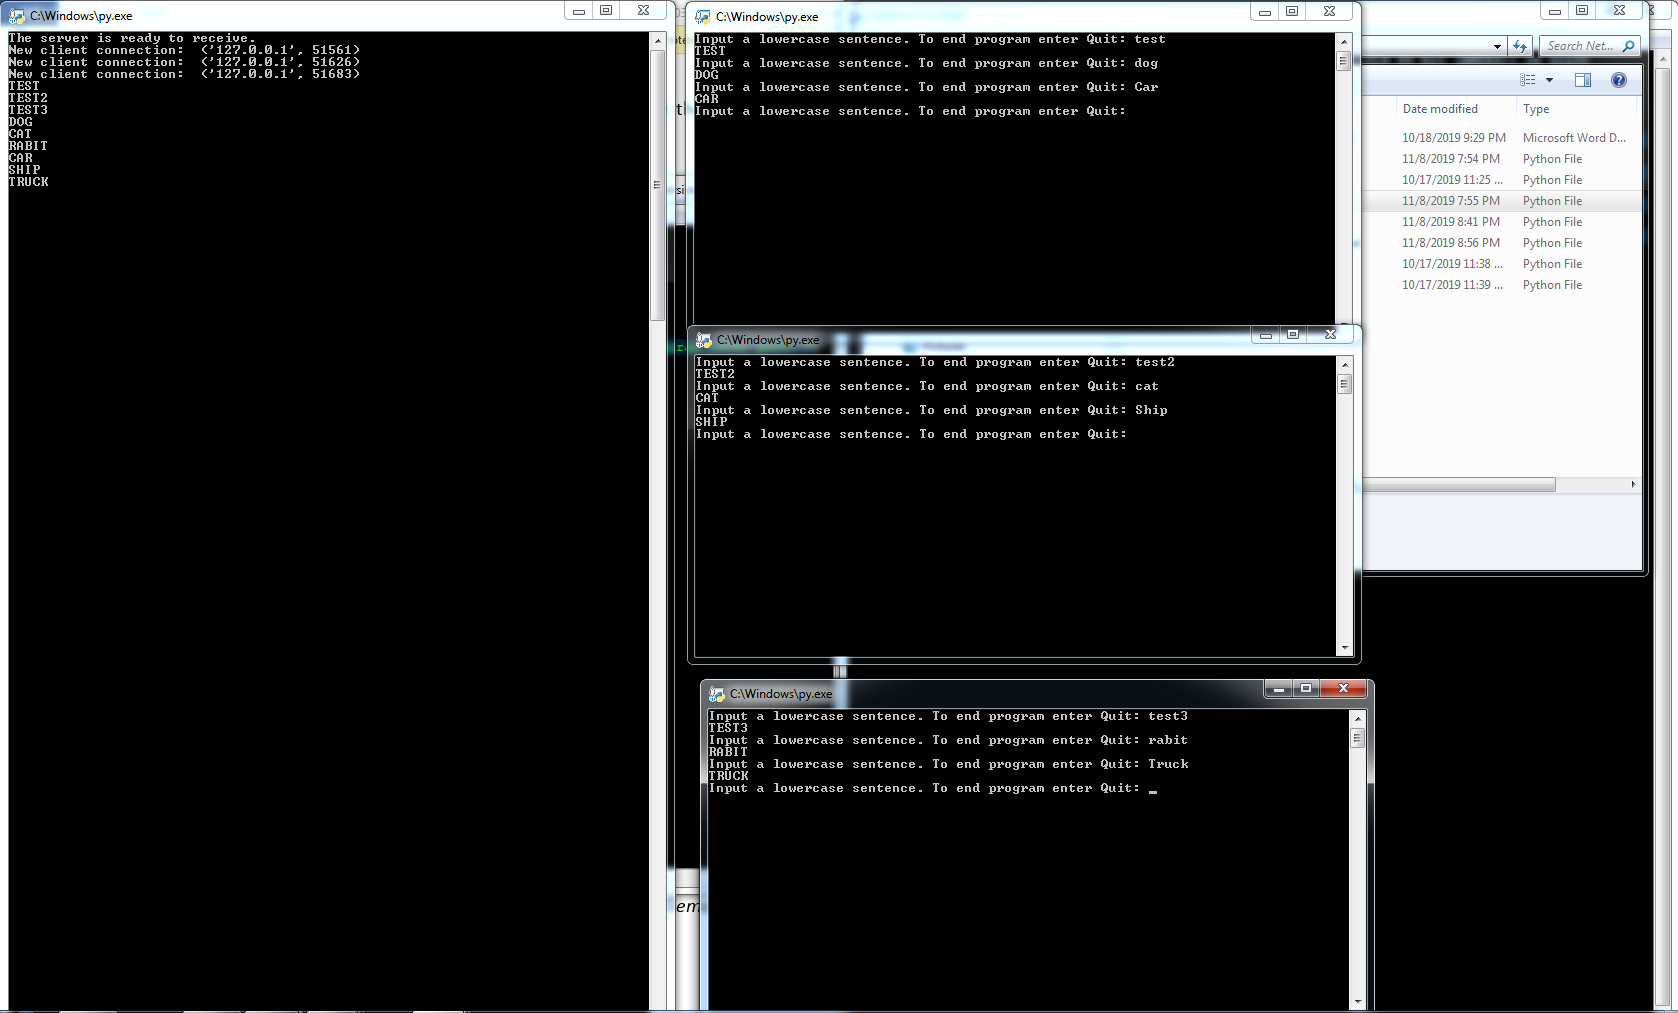 C:\Windows\py.exe
The server is ready to receive.
New client connection:  ('127.0.0.1', 51561)
New client connection:  ('127.0.0.1', 51626)
New client connection:  ('127.0.0.1', 51683)
TEST
TEST2
TEST3
DOG
CAT
RABIT
CAR
SHIP
TRUCK
C:\Windows\py.exe
Input a lowercase sentence. To end program enter Quit: test
TEST
Input a lowercase sentence. To end program enter Quit: dog
DOG
Input a lowercase sentence. To end program enter Quit: Car
CAR
Input a lowercase sentence. To end program enter Quit:
C:\Windows\py.exe
Input a lowercase sentence. To end program enter Quit: test2
TEST2
Input a lowercase sentence. To end program enter Quit: cat
CAT
Input a lowercase sentence. To end program enter Quit: Ship
SHIP
Input a lowercase sentence. To end program enter Quit:
C:\Windows\py.exe
Input a lowercase sentence. To end program enter Quit: test3
TEST3
Input a lowercase sentence. To end program enter Quit: rabit
RABIT
Input a lowercase sentence. To end program enter Quit: Truck
TRUCK
Input a lowercase sentence. To end program enter Quit: _
Search Net...
Date modified Type
10/18/2019 9:29 PM Microsoft Word D...
11/8/2019 7:54 PM Python File
10/17/2019 11:25 ... Python File
11/8/2019 7:55 PM Python File
11/8/2019 8:41 PM Python File
11/8/2019 8:56 PM Python File
10/17/2019 11:38 ... Python File
10/17/2019 11:39 ... Python File
em